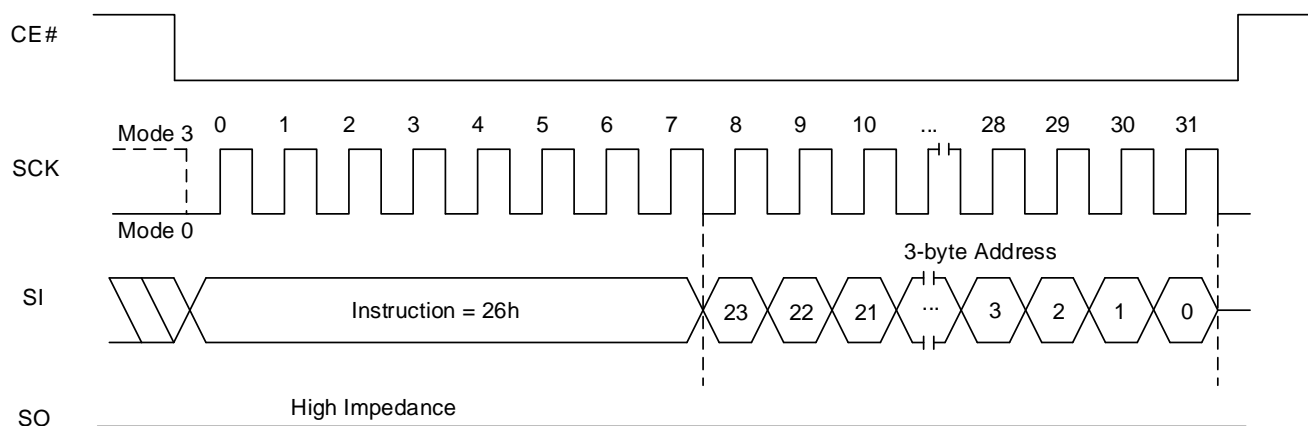 CE#
Mode 3
0 1 2 3 4 5 6 7 8 9 10 ... 28 29 30 31
SCK
Mode 0
3-byte Address
SI
Instruction = 26h
23 22 21 ... 3 2 1 0
High Impedance
SO